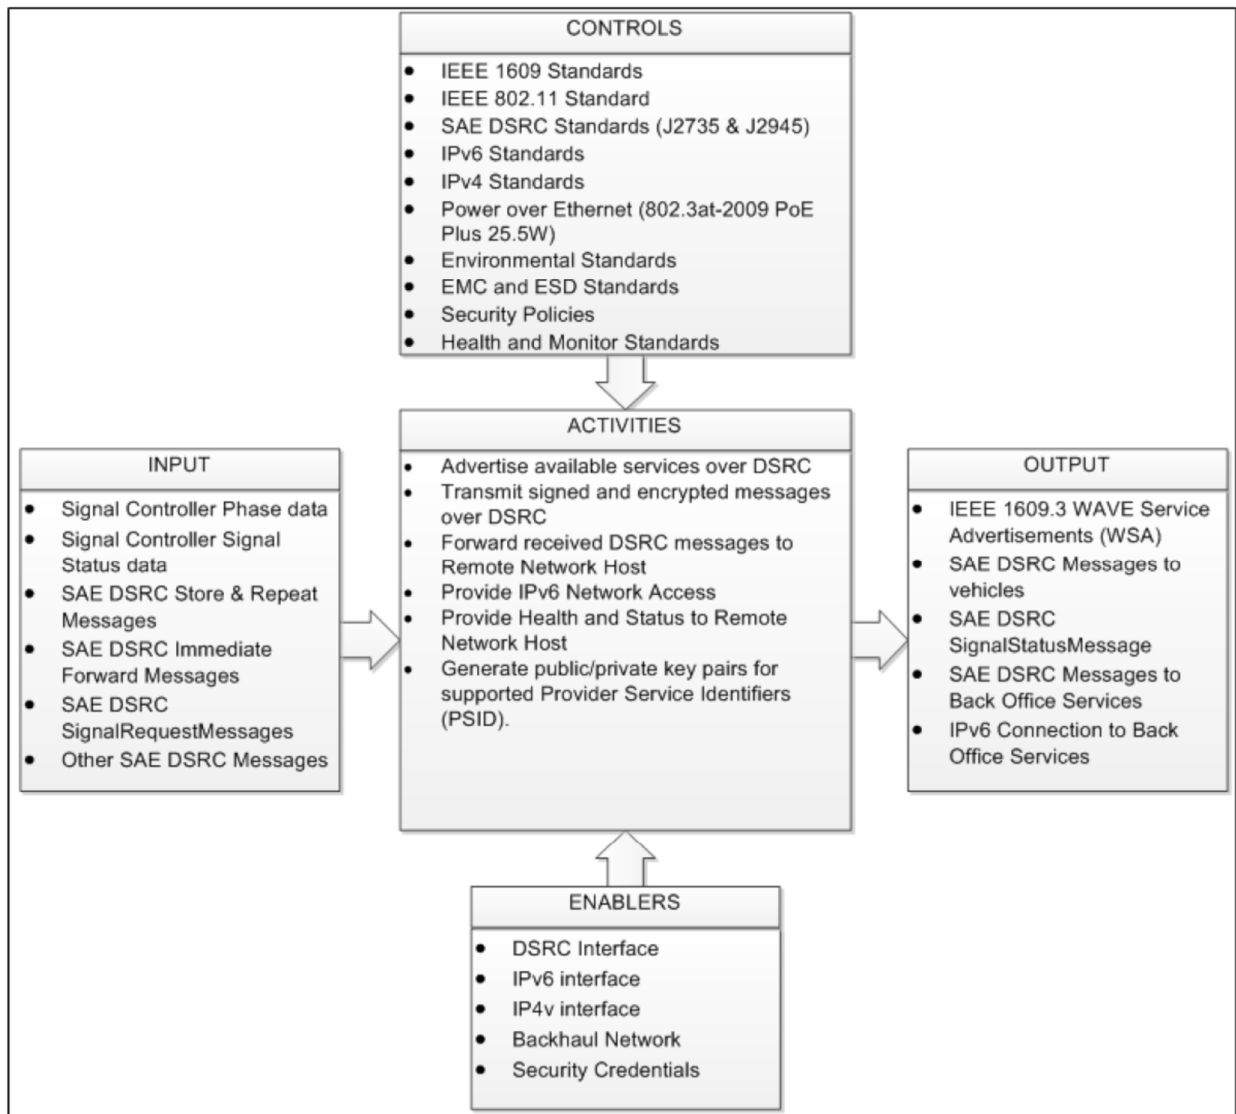 CONTROLS
• IEEE 1609 Standards
• IEEE 802.11 Standard
• SAE DSRC Standards (J2735 & J2945)
• IPv6 Standards
• IPv4 Standards
• Power over Ethernet (802.3at-2009 PoE
Plus 25.5W)
• Environmental Standards
• EMC and ESD Standards
• Security Policies
• Health and Monitor Standards
INPUT
• Signal Controller Phase data
• Signal Controller Signal
Status data
• SAE DSRC Store & Repeat
Messages
• SAE DSRC Immediate
Forward Messages
• SAE DSRC
SignalRequestMessages
• Other SAE DSRC Messages
ACTIVITIES
• Advertise available services over DSRC
• Transmit signed and encrypted messages
over DSRC
• Forward received DSRC messages to
Remote Network Host
• Provide IPv6 Network Access
• Provide Health and Status to Remote
Network Host
• Generate public/private key pairs for
supported Provider Service Identifiers
(PSID).
OUTPUT
• IEEE 1609.3 WAVE Service
Advertisements (WSA)
• SAE DSRC Messages to
vehicles
• SAE DSRC
SignalStatusMessage
• SAE DSRC Messages to
Back Office Services
• IPv6 Connection to Back
Office Services
ENABLERS
• DSRC Interface
• IPv6 interface
• IP4v interface
• Backhaul Network
• Security Credentials